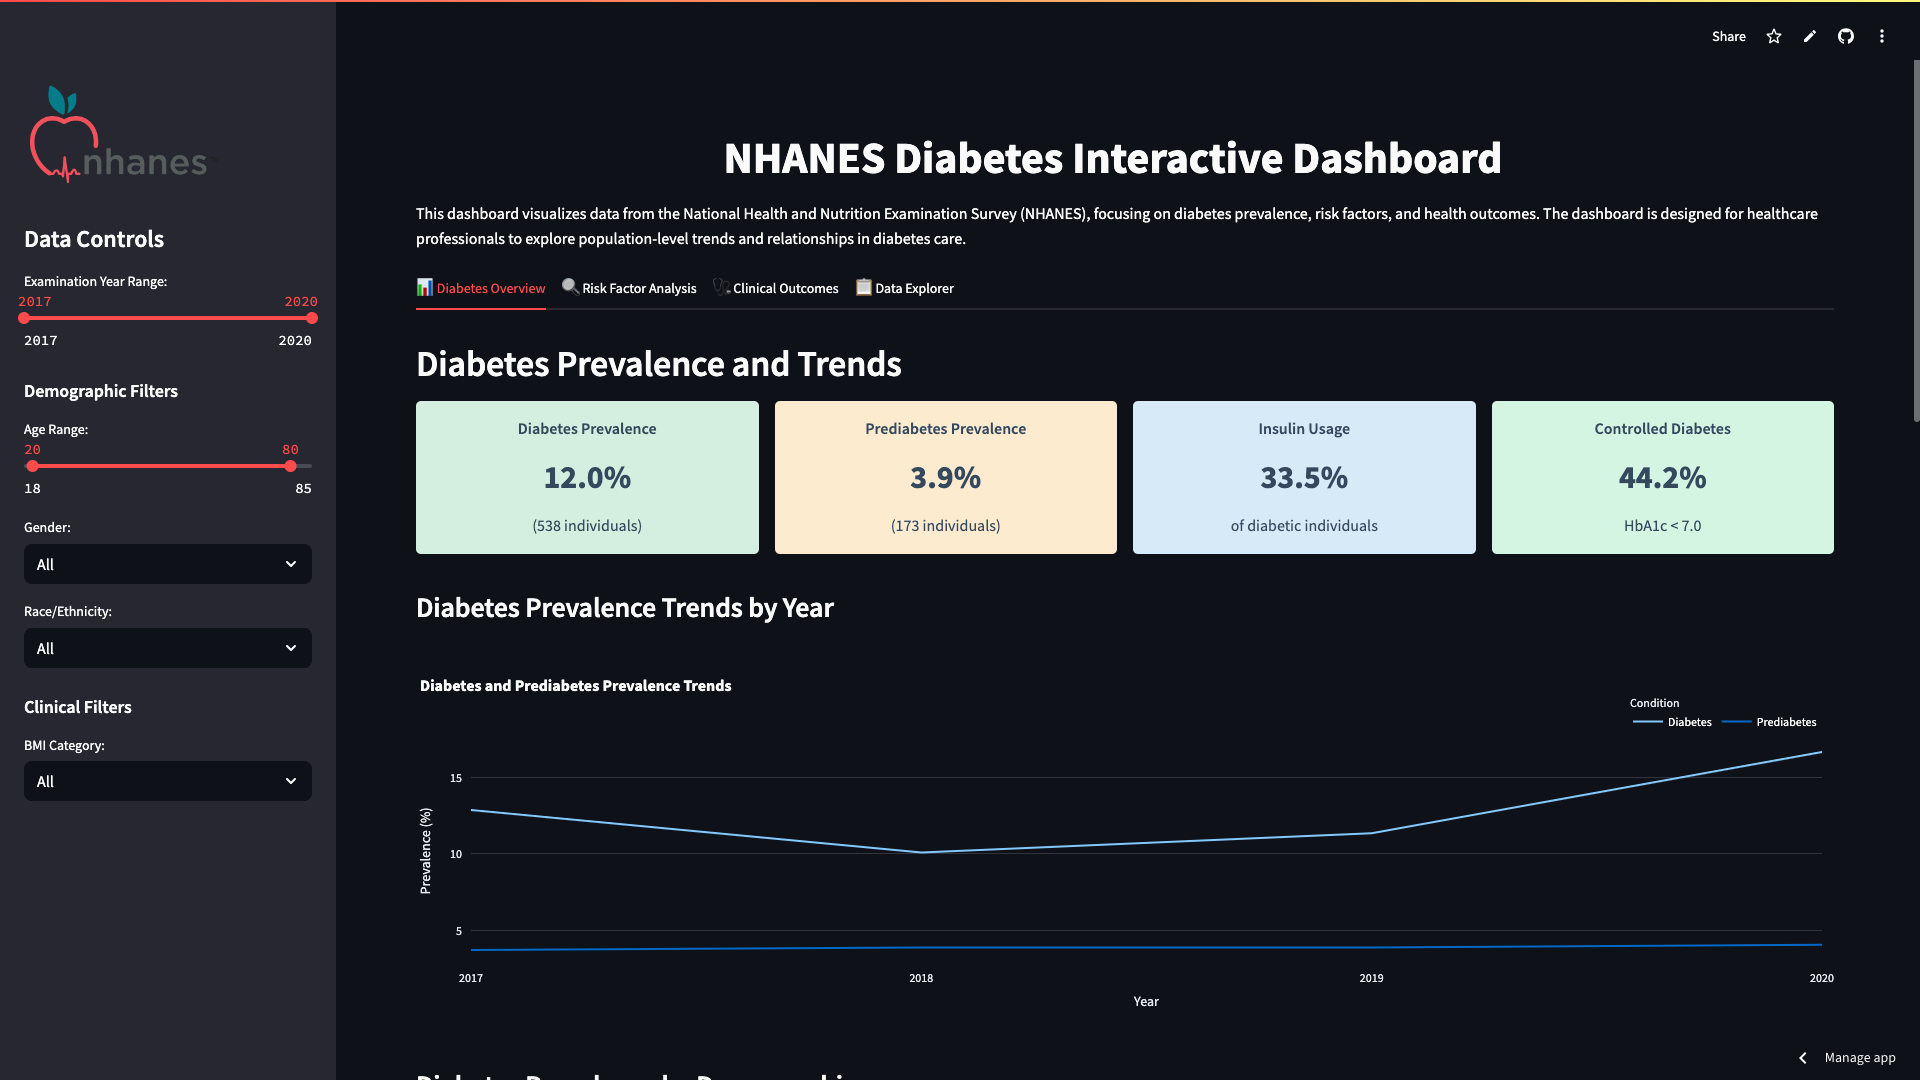 Share
nhanes
Data Controls
Examination Year Range:
2017 2020
2017 2020
Demographic Filters
Age Range:
20 80
18 85
Gender:
All
Race/Ethnicity:
All
Clinical Filters
BMI Category:
All
NHANES Diabetes Interactive Dashboard
This dashboard visualizes data from the National Health and Nutrition Examination Survey (NHANES), focusing on diabetes prevalence, risk factors, and health outcomes. The dashboard is designed for healthcare
professionals to explore population-level trends and relationships in diabetes care.
Diabetes Overview Risk Factor Analysis Clinical Outcomes Data Explorer
Diabetes Prevalence and Trends
Diabetes Prevalence
12.0%
(538 individuals)
Prediabetes Prevalence
3.9%
(173 individuals)
Insulin Usage
33.5%
of diabetic individuals
Controlled Diabetes
44.2%
HbA1c < 7.0
Diabetes Prevalence Trends by Year
Diabetes and Prediabetes Prevalence Trends
Condition
Diabetes Prediabetes
15
10
5
Prevalence (%)
2017 2018 2019 2020
Year
Manage app